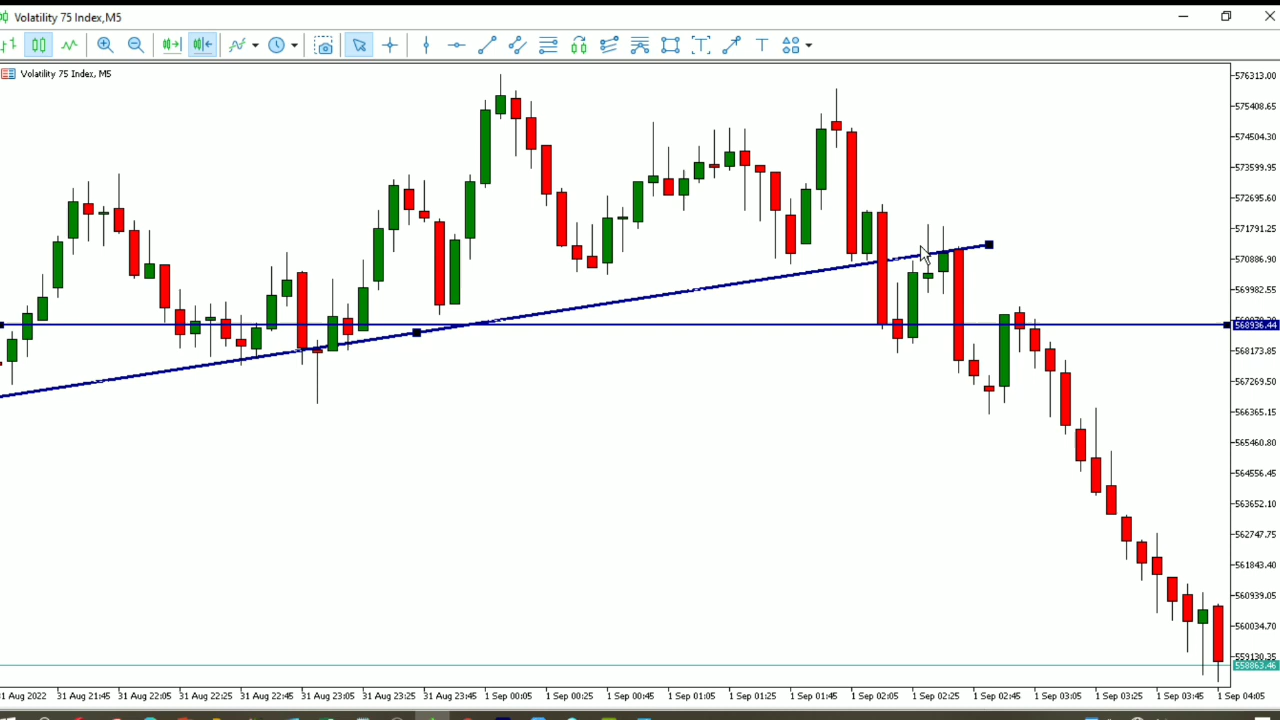 Volatility 75 Index,M5
Volatility 75 Index, M5
576313.00
575408.65
574504.30
573599.95
572695.60
571791.25
570886.90
569982.55
568936.44
568173.85
567269.50
566365.15
565460.80
564556.45
563652.10
562747.75
561843.40
560939.05
560034.70
559130.35
558863.46
31 Aug 2022
31 Aug 21:45
31 Aug 22:05
31 Aug 22:25
31 Aug 22:45
31 Aug 23:05
31 Aug 23:25
31 Aug 23:45
1 Sep 00:05
1 Sep 00:25
1 Sep 00:45
1 Sep 01:05
1 Sep 01:25
1 Sep 01:45
1 Sep 02:05
1 Sep 02:25
1 Sep 02:45
1 Sep 03:05
1 Sep 03:25
1 Sep 03:45
1 Sep 04:05